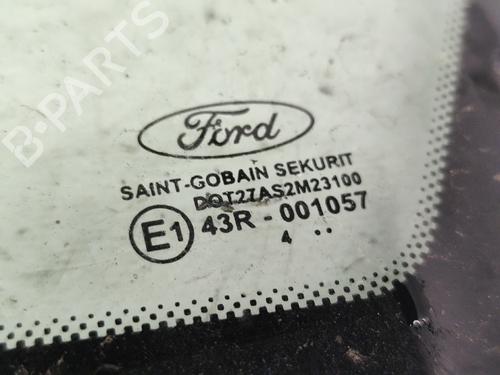 B-PARTS
Ford
SAINT-GOBAIN SEKURIT
DOT27AS2M23100
E1 43R - 001057
4 ..